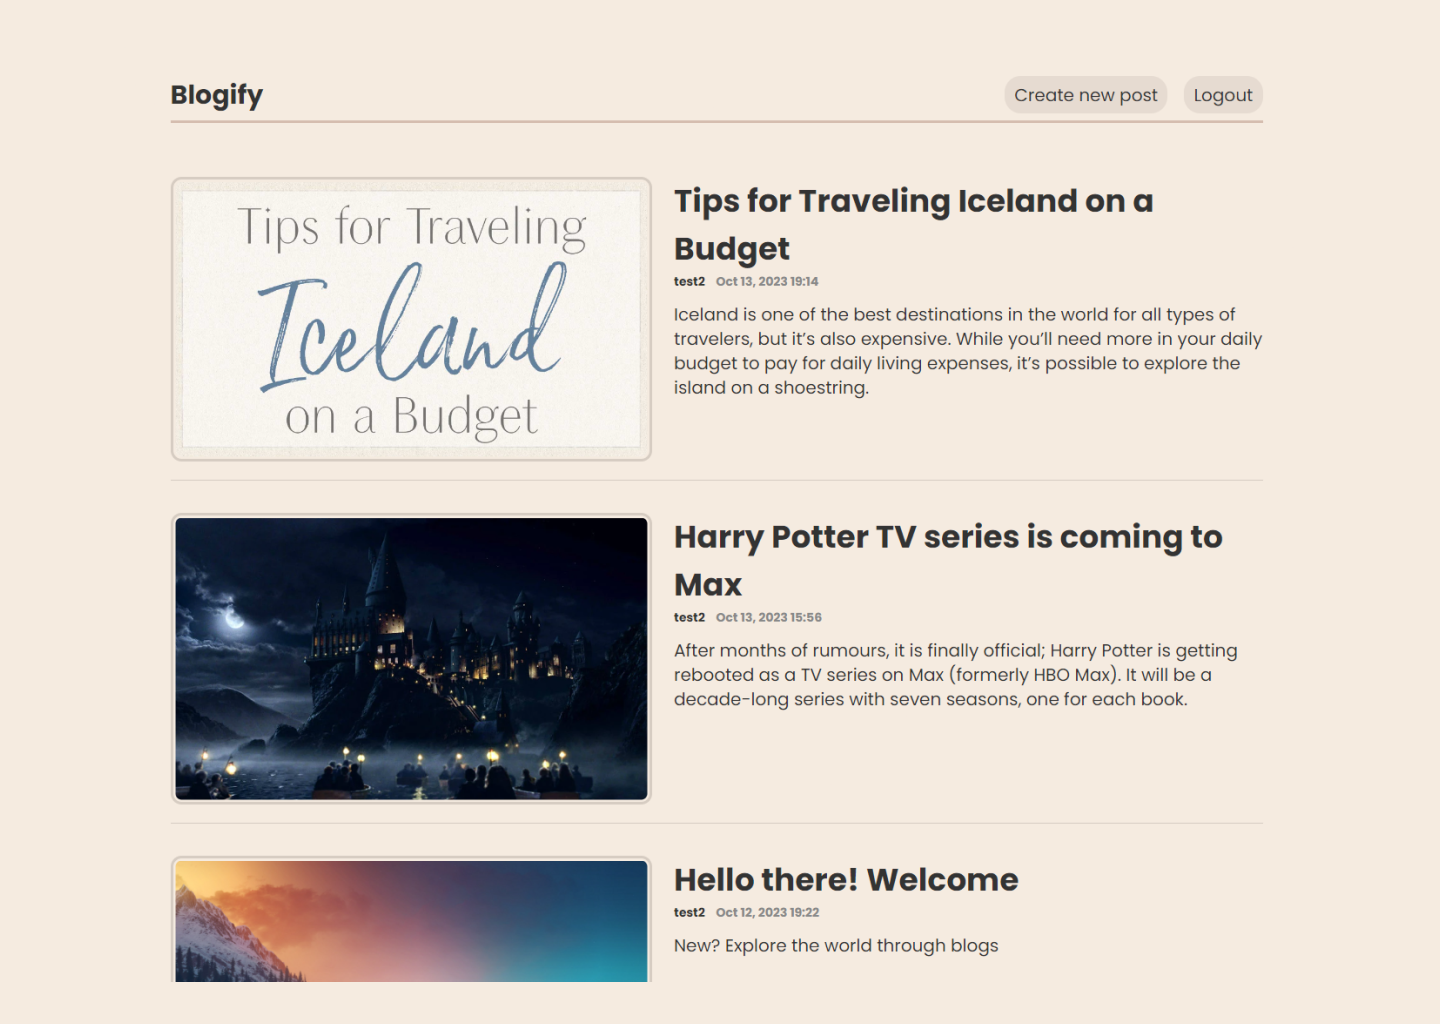 Blogify
Create new post
Logout
Tips for Traveling
Iceland
on a Budget
Tips for Traveling Iceland on a
Budget
test2 Oct 13, 2023 19:14
Iceland is one of the best destinations in the world for all types of
travelers, but it’s also expensive. While you’ll need more in your daily
budget to pay for daily living expenses, it’s possible to explore the
island on a shoestring.
Harry Potter TV series is coming to
Max
test2 Oct 13, 2023 15:56
After months of rumours, it is finally official; Harry Potter is getting
rebooted as a TV series on Max (formerly HBO Max). It will be a
decade-long series with seven seasons, one for each book.
Hello there! Welcome
test2 Oct 12, 2023 19:22
New? Explore the world through blogs